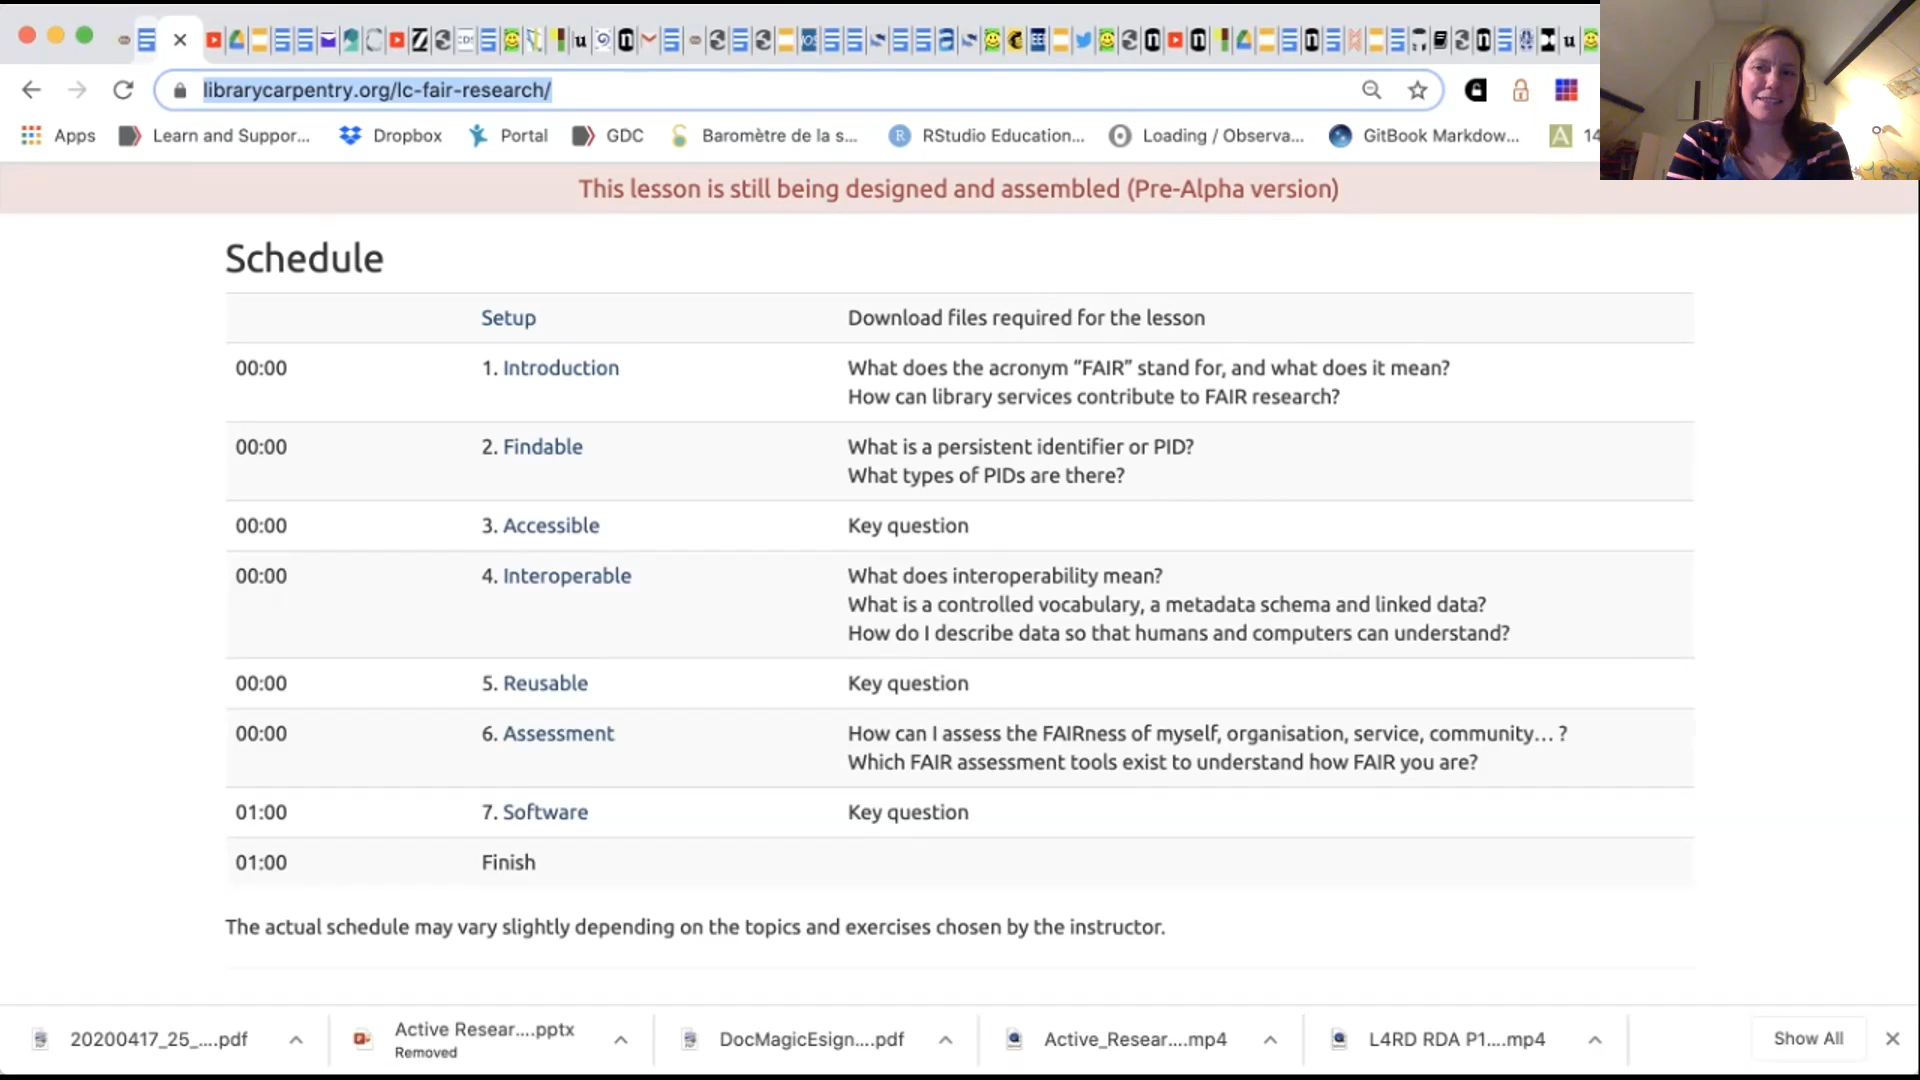 librarycarpentry.org/lc-fair-research/
Apps Learn and Suppor... Dropbox Portal GDC Baromètre de la s... RStudio Education... Loading / Observa... GitBook Markdow... 14
This lesson is still being designed and assembled (Pre-Alpha version)
Schedule
Setup Download files required for the lesson
00:00 1. Introduction What does the acronym “FAIR” stand for, and what does it mean?
How can library services contribute to FAIR research?
00:00 2. Findable What is a persistent identifier or PID?
What types of PIDs are there?
00:00 3. Accessible Key question
00:00 4. Interoperable What does interoperability mean?
What is a controlled vocabulary, a metadata schema and linked data?
How do I describe data so that humans and computers can understand?
00:00 5. Reusable Key question
00:00 6. Assessment How can I assess the FAIRness of myself, organisation, service, community... ?
Which FAIR assessment tools exist to understand how FAIR you are?
01:00 7. Software Key question
01:00 Finish
The actual schedule may vary slightly depending on the topics and exercises chosen by the instructor.
20200417_25_....pdf Active Resear....pptx DocMagicEsign....pdf Active_Resear....mp4 L4RD RDA P1....mp4 Show All
Removed